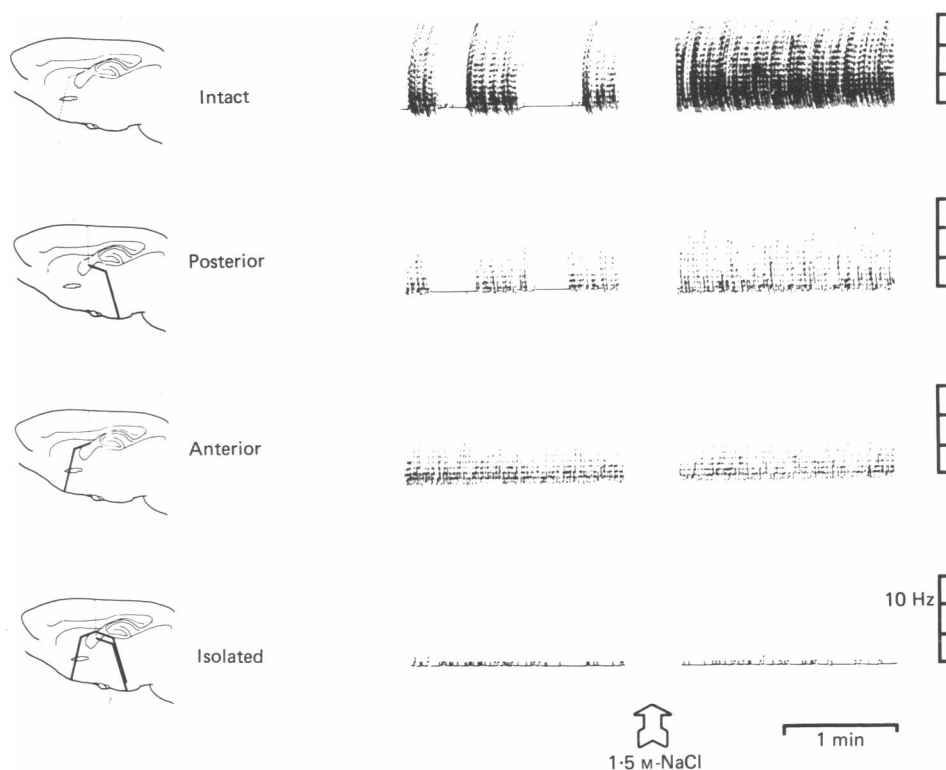 Intact
Posterior
Anterior
10 Hz
Isolated
1·5 M-NaCl
1 min